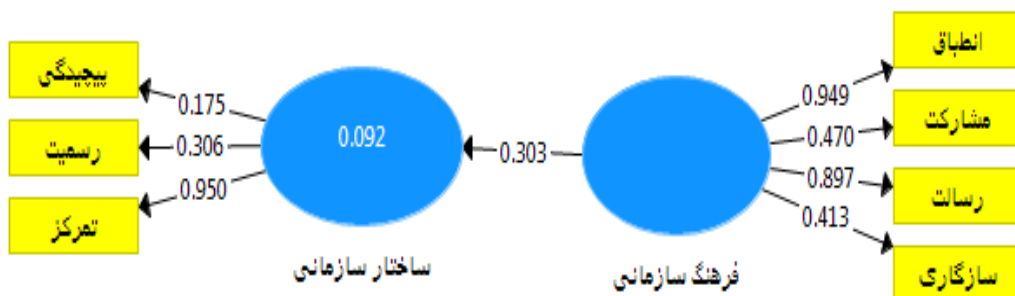 انطباق
مشارکت
رسالت
سازگاری
0.949
0.470
0.897
0.413
فرهنگ سازمانی
0.303
0.092
ساختار سازمانی
0.175
0.306
0.950
پیچیدگی
رسمیت
تمرکز